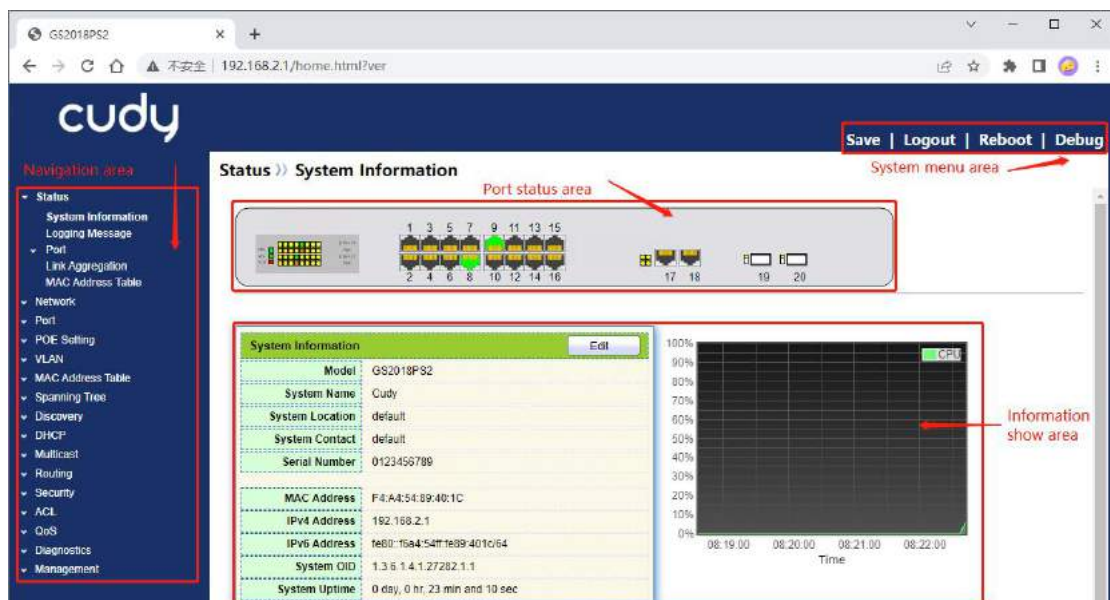 GS2018PS2
不安全 192.168.2.1/home.html?ver
cudy
Save | Logout | Reboot | Debug
Navigation area
Status » System Information
System menu area
Port status area
Status
System Information
Logging Message
Port
Link Aggregation
MAC Address Table
Network
Port
POE Setting
VLAN
MAC Address Table
Spanning Tree
Discovery
DHCP
Multicast
Routing
Security
ACL
QoS
Diagnostics
Management
1 3 5 7 9 11 13 15
2 4 6 8 10 12 14 16
17 18 19 20
System Information Edit
Model GS2018PS2
System Name Cudy
System Location default
System Contact default
Serial Number 0123456789
MAC Address F4:A4:54:89:40:1C
IPv4 Address 192.168.2.1
IPv6 Address fe80::f6a4:54ff:fe89:401c/64
System OID 1.3.6.1.4.1.27282.1.1
System Uptime 0 day, 0 hr, 23 min and 10 sec
100%
90%
80%
70%
60%
50%
40%
30%
20%
10%
0%
CPU
08:19:00 08:20:00 08:21:00 08:22:00
Time
Information
show area